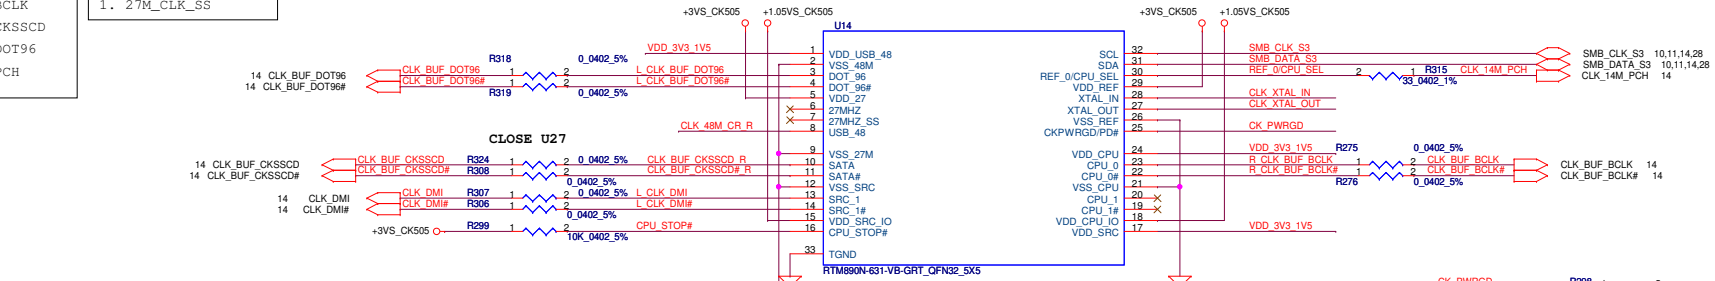 BCLK
CKSSCD
DOT96
PCH
1. 27M_CLK_SS
+3VS_CK505 +1.05VS_CK505
+3VS_CK505 +1.05VS_CK505
U14
VDD_3V3_1V5 1 VDD_USB_48
2 VSS_48M
14 CLK_BUF_DOT96 CLK_BUF_DOT96 R318 1 2 0_0402_5% L_CLK_BUF_DOT96 3 DOT_96
14 CLK_BUF_DOT96# CLK_BUF_DOT96# R319 1 2 0_0402_5% L_CLK_BUF_DOT96# 4 DOT_96#
5 VDD_27
6 27MHZ
7 27MHZ_SS
CLK_48M_CR_R 8 USB_48
CLOSE U27
9 VSS_27M
14 CLK_BUF_CKSSCD CLK_BUF_CKSSCD R324 1 2 0_0402_5% CLK_BUF_CKSSCD_R 10 SATA
14 CLK_BUF_CKSSCD# CLK_BUF_CKSSCD# R308 1 2 0_0402_5% CLK_BUF_CKSSCD#_R 11 SATA#
12 VSS_SRC
14 CLK_DMI CLK_DMI R307 1 2 0_0402_5% L_CLK_DMI 13 SRC_1
14 CLK_DMI# CLK_DMI# R306 1 2 0_0402_5% L_CLK_DMI# 14 SRC_1#
15 VDD_SRC_IO
+3VS_CK505 R299 1 2 10K_0402_5% CPU_STOP# 16 CPU_STOP#
33 TGND
RTM890N-631-VB-GRT_QFN32_5X5
SCL 32 SMB_CLK_S3 SMB_CLK_S3 10,11,14,28
SDA 31 SMB_DATA_S3 SMB_DATA_S3 10,11,14,28
REF_0/CPU_SEL 30 REF_0/CPU_SEL 2 1 R315 33_0402_1% CLK_14M_PCH CLK_14M_PCH 14
VDD_REF 29
XTAL_IN 28 CLK_XTAL_IN
XTAL_OUT 27 CLK_XTAL_OUT
VSS_REF 26
CKPWRGD/PD# 25 CK_PWRGD
VDD_CPU 24 VDD_3V3_1V5
CPU_0 23 R_CLK_BUF_BCLK R275 1 2 0_0402_5% CLK_BUF_BCLK CLK_BUF_BCLK 14
CPU_0# 22 R_CLK_BUF_BCLK# R276 1 2 0_0402_5% CLK_BUF_BCLK# CLK_BUF_BCLK# 14
VSS_CPU 21
CPU_1 20
CPU_1# 19
VDD_CPU_IO 18
VDD_SRC 17 VDD_3V3_1V5